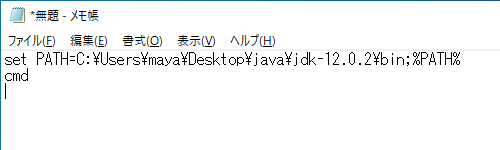 *無題 - メモ帳
ファイル(F) 編集(E) 書式(O) 表示(V) ヘルプ(H)
set PATH=C:¥Users¥maya¥Desktop¥java¥jdk-12.0.2¥bin;%PATH%
cmd